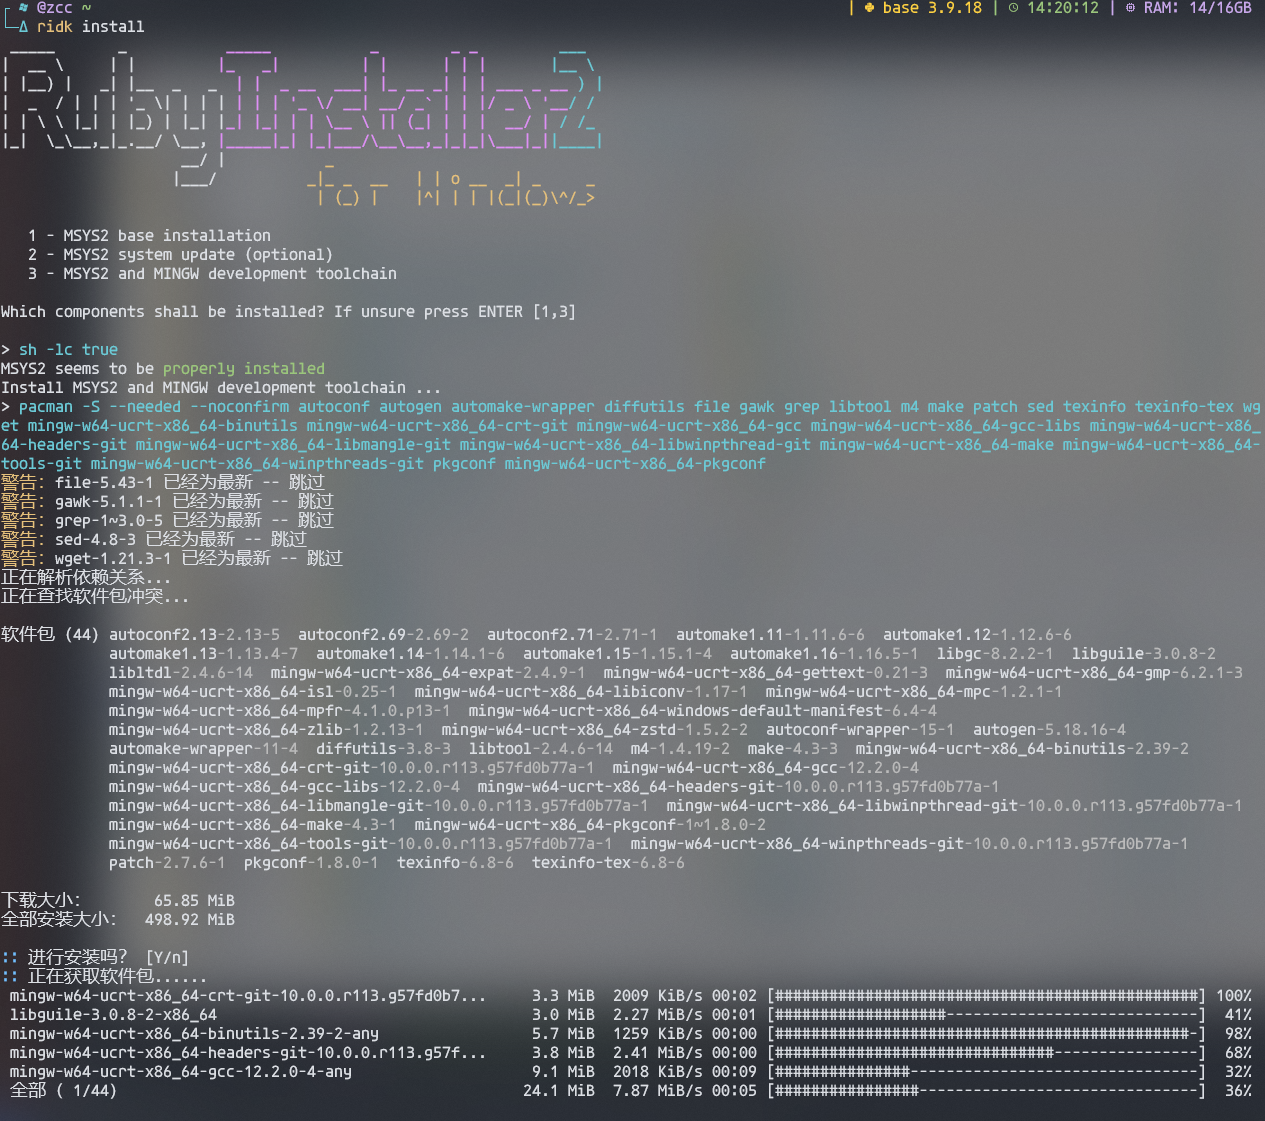 @zcc ~ | base 3.9.18 | 14:20:12 | RAM: 14/16GB
Δ ridk install
RubyInstaller2
for Windows
1 - MSYS2 base installation
2 - MSYS2 system update (optional)
3 - MSYS2 and MINGW development toolchain
Which components shall be installed? If unsure press ENTER [1,3]
> sh -lc true
MSYS2 seems to be properly installed
Install MSYS2 and MINGW development toolchain ...
> pacman -S --needed --noconfirm autoconf autogen automake-wrapper diffutils file gawk grep libtool m4 make patch sed texinfo texinfo-tex wg
et mingw-w64-ucrt-x86_64-binutils mingw-w64-ucrt-x86_64-crt-git mingw-w64-ucrt-x86_64-gcc mingw-w64-ucrt-x86_64-gcc-libs mingw-w64-ucrt-x86_
64-headers-git mingw-w64-ucrt-x86_64-libmangle-git mingw-w64-ucrt-x86_64-libwinpthread-git mingw-w64-ucrt-x86_64-make mingw-w64-ucrt-x86_64-
tools-git mingw-w64-ucrt-x86_64-winpthreads-git pkgconf mingw-w64-ucrt-x86_64-pkgconf
警告：file-5.43-1 已经为最新 -- 跳过
警告：gawk-5.1.1-1 已经为最新 -- 跳过
警告：grep-1~3.0-5 已经为最新 -- 跳过
警告：sed-4.8-3 已经为最新 -- 跳过
警告：wget-1.21.3-1 已经为最新 -- 跳过
正在解析依赖关系...
正在查找软件包冲突...
软件包 (44) autoconf2.13-2.13-5 autoconf2.69-2.69-2 autoconf2.71-2.71-1 automake1.11-1.11.6-6 automake1.12-1.12.6-6
automake1.13-1.13.4-7 automake1.14-1.14.1-6 automake1.15-1.15.1-4 automake1.16-1.16.5-1 libgc-8.2.2-1 libguile-3.0.8-2
libltdl-2.4.6-14 mingw-w64-ucrt-x86_64-expat-2.4.9-1 mingw-w64-ucrt-x86_64-gettext-0.21-3 mingw-w64-ucrt-x86_64-gmp-6.2.1-3
mingw-w64-ucrt-x86_64-isl-0.25-1 mingw-w64-ucrt-x86_64-libiconv-1.17-1 mingw-w64-ucrt-x86_64-mpc-1.2.1-1
mingw-w64-ucrt-x86_64-mpfr-4.1.0.p13-1 mingw-w64-ucrt-x86_64-windows-default-manifest-6.4-4
mingw-w64-ucrt-x86_64-zlib-1.2.13-1 mingw-w64-ucrt-x86_64-zstd-1.5.2-2 autoconf-wrapper-15-1 autogen-5.18.16-4
automake-wrapper-11-4 diffutils-3.8-3 libtool-2.4.6-14 m4-1.4.19-2 make-4.3-3 mingw-w64-ucrt-x86_64-binutils-2.39-2
mingw-w64-ucrt-x86_64-crt-git-10.0.0.r113.g57fd0b77a-1 mingw-w64-ucrt-x86_64-gcc-12.2.0-4
mingw-w64-ucrt-x86_64-gcc-libs-12.2.0-4 mingw-w64-ucrt-x86_64-headers-git-10.0.0.r113.g57fd0b77a-1
mingw-w64-ucrt-x86_64-libmangle-git-10.0.0.r113.g57fd0b77a-1 mingw-w64-ucrt-x86_64-libwinpthread-git-10.0.0.r113.g57fd0b77a-1
mingw-w64-ucrt-x86_64-make-4.3-1 mingw-w64-ucrt-x86_64-pkgconf-1~1.8.0-2
mingw-w64-ucrt-x86_64-tools-git-10.0.0.r113.g57fd0b77a-1 mingw-w64-ucrt-x86_64-winpthreads-git-10.0.0.r113.g57fd0b77a-1
patch-2.7.6-1 pkgconf-1.8.0-1 texinfo-6.8-6 texinfo-tex-6.8-6
下载大小： 65.85 MiB
全部安装大小： 498.92 MiB
:: 进行安装吗？ [Y/n]
:: 正在获取软件包......
mingw-w64-ucrt-x86_64-crt-git-10.0.0.r113.g57fd0b7... 3.3 MiB 2009 KiB/s 00:02 [###############################################] 100%
libguile-3.0.8-2-x86_64 3.0 MiB 2.27 MiB/s 00:01 [###################----------------------------] 41%
mingw-w64-ucrt-x86_64-binutils-2.39-2-any 5.7 MiB 1259 KiB/s 00:00 [##############################################-] 98%
mingw-w64-ucrt-x86_64-headers-git-10.0.0.r113.g57f... 3.8 MiB 2.41 MiB/s 00:00 [###############################----------------] 68%
mingw-w64-ucrt-x86_64-gcc-12.2.0-4-any 9.1 MiB 2018 KiB/s 00:09 [###############--------------------------------] 32%
全部 ( 1/44) 24.1 MiB 7.87 MiB/s 00:05 [################-------------------------------] 36%